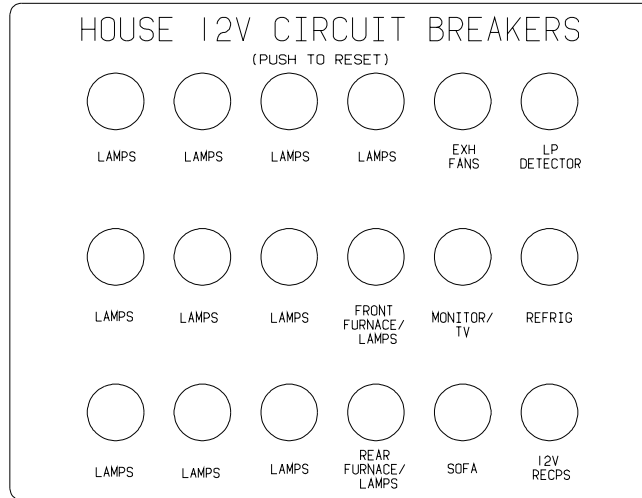 HOUSE 12V CIRCUIT BREAKERS
(PUSH TO RESET)
LAMPS LAMPS LAMPS LAMPS EXH FANS LP DETECTOR
LAMPS LAMPS LAMPS FRONT FURNACE/ LAMPS MONITOR/ TV REFRIG
LAMPS LAMPS LAMPS REAR FURNACE/ LAMPS SOFA 12V RECPS